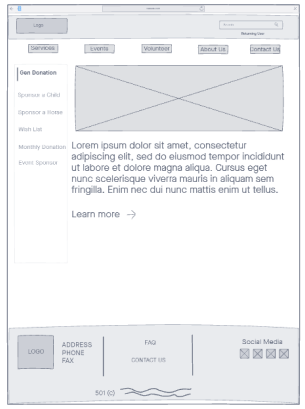 Logo
Returning User
Services
Events
Volunteer
About Us
Contact Us
Gen Donation
Sponsor a Child
Sponsor a Horse
Wish List
Monthly Donation
Event Sponsor
Lorem ipsum dolor sit amet, consectetur
adipiscing elit, sed do eiusmod tempor incididunt
ut labore et dolore magna aliqua. Cursus eget
nunc scelerisque viverra mauris in aliquam sem
fringilla. Enim nec dui nunc mattis enim ut tellus.
Learn more →
LOGO
ADDRESS
PHONE
FAX
FAQ
CONTACT US
Social Media
501 (c)